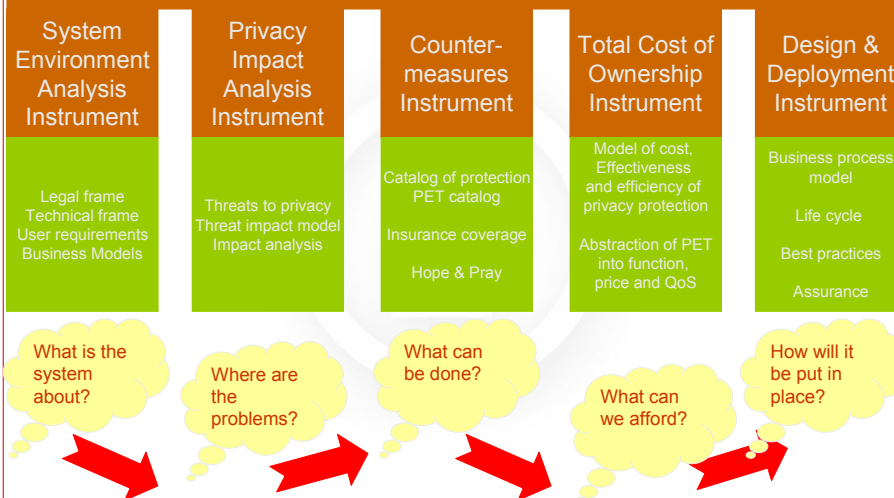 System
Environment
Analysis
Instrument
Legal frame
Technical frame
User requirements
Business Models
What is the
system
about?
Privacy
Impact
Analysis
Instrument
Threats to privacy
Threat impact model
Impact analysis
Where are
the
problems?
Counter-
measures
Instrument
Catalog of protection
PET catalog
Insurance coverage
Hope & Pray
What can
be done?
Total Cost of
Ownership
Instrument
Model of cost,
Effectiveness
and efficiency of
privacy protection
Abstraction of PET
into function,
price and QoS
What can
we afford?
Design &
Deployment
Instrument
Business process
model
Life cycle
Best practices
Assurance
How will it
be put in
place?